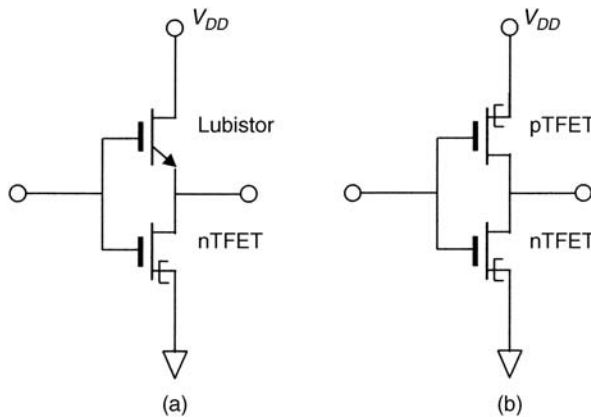 V_DD
V_DD
Lubistor
pTFET
nTFET
nTFET
(a)
(b)